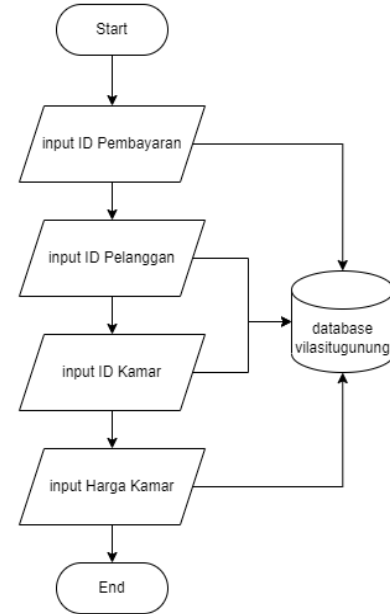 Start
input ID Pembayaran
input ID Pelanggan
database
vilasitugunung
input ID Kamar
input Harga Kamar
End